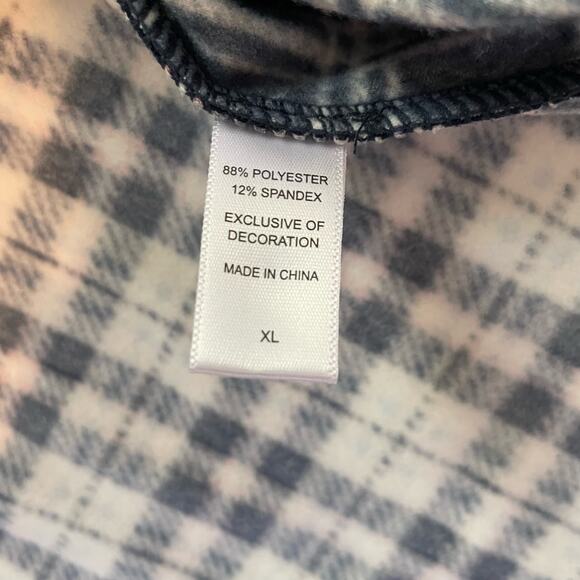 88% POLYESTER
12% SPANDEX
EXCLUSIVE OF
DECORATION
MADE IN CHINA
XL